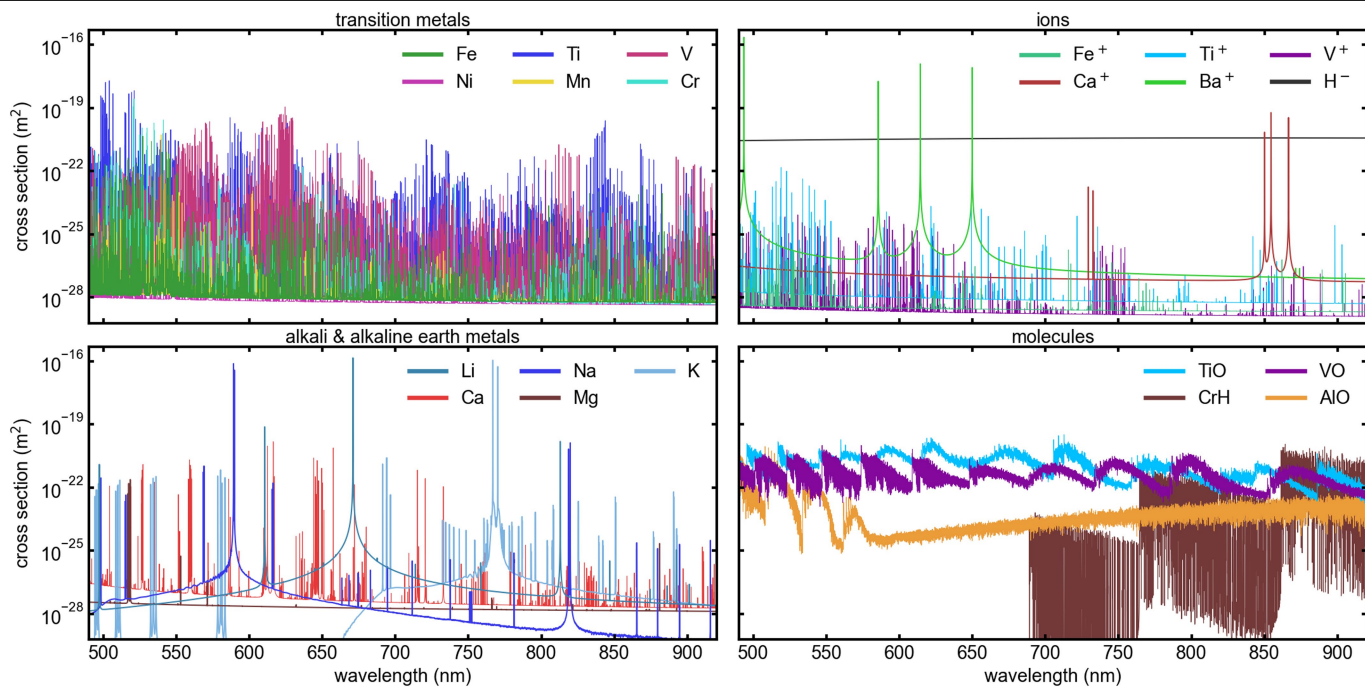 transition metals
ions
10⁻¹⁶
10⁻¹⁹
10⁻²²
10⁻²⁵
10⁻²⁸
cross section (m²)
Fe Ti V
Ni Mn Cr
Fe⁺ Ti⁺ V⁺
Ca⁺ Ba⁺ H⁻
alkali & alkaline earth metals
molecules
10⁻¹⁶
10⁻¹⁹
10⁻²²
10⁻²⁵
10⁻²⁸
cross section (m²)
Li Na K
Ca Mg
TiO VO
CrH AlO
500 550 600 650 700 750 800 850 900
500 550 600 650 700 750 800 850 900
wavelength (nm)
wavelength (nm)